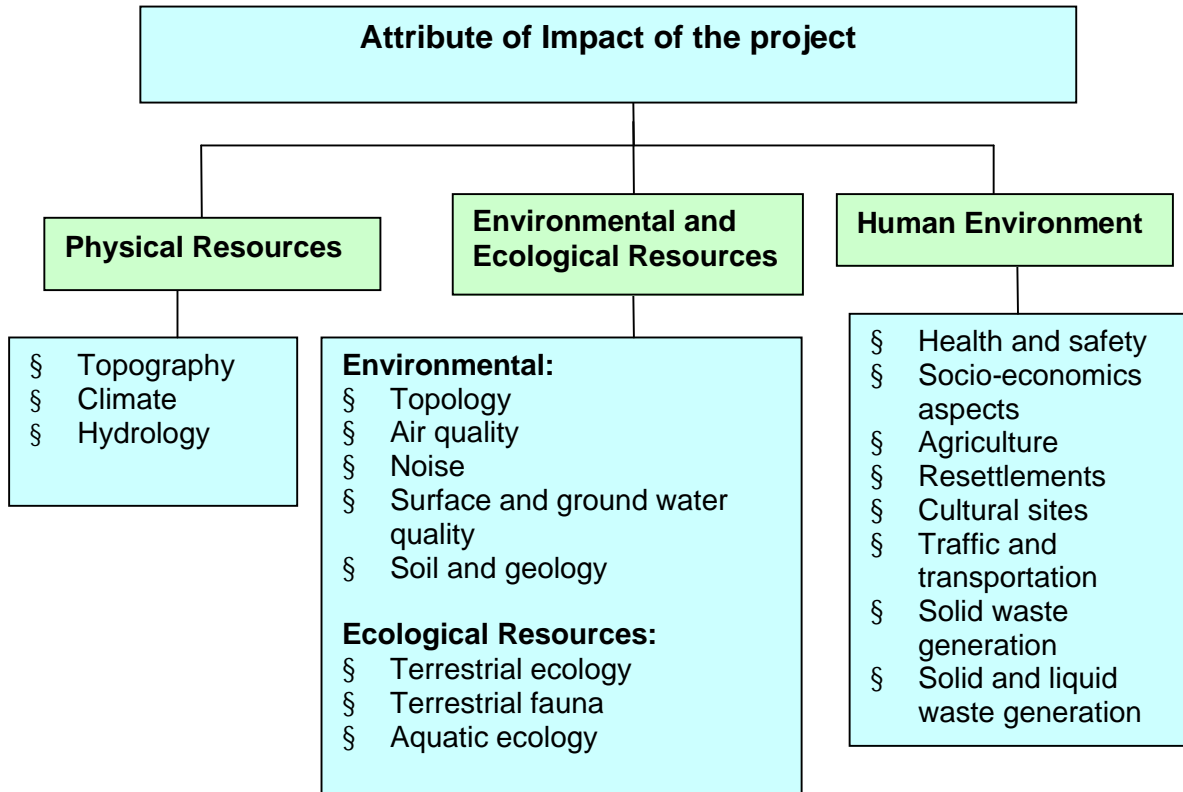 Attribute of Impact of the project
Physical Resources
§ Topography
§ Climate
§ Hydrology
Environmental and
Ecological Resources
Environmental:
§ Topology
§ Air quality
§ Noise
§ Surface and ground water
quality
§ Soil and geology
Ecological Resources:
§ Terrestrial ecology
§ Terrestrial fauna
§ Aquatic ecology
Human Environment
§ Health and safety
§ Socio-economics
aspects
§ Agriculture
§ Resettlements
§ Cultural sites
§ Traffic and
transportation
§ Solid waste
generation
§ Solid and liquid
waste generation